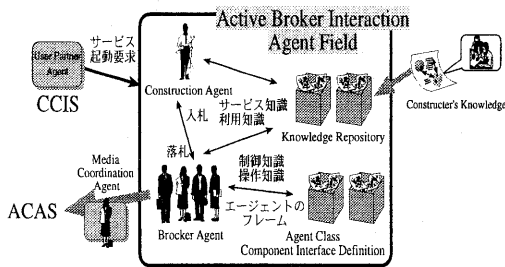 Active Broker Interaction
Agent Field
サービス
起動要求
User Partner
Agent
CCIS
Construction Agent
サービス知識
利用知識
Knowledge Repository
Constructer's Knowledge
入札
落札
Media
Coordination
Agent
ACAS
制御知識
操作知識
エージェントの
フレーム
Brocker Agent
Agent Class
Component Interface Definition